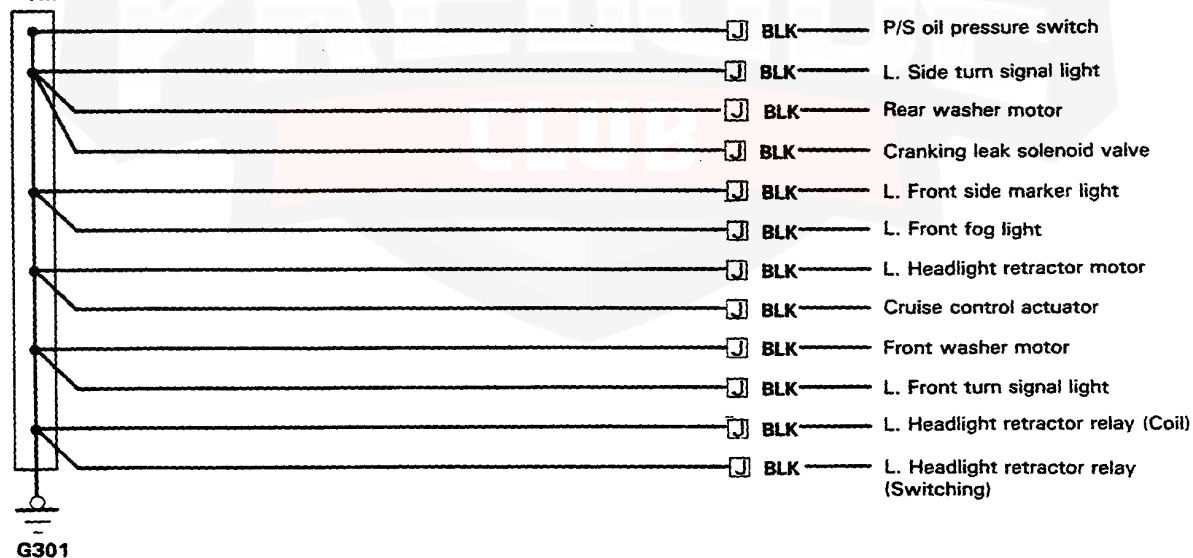 J BLK P/S oil pressure switch
J BLK L. Side turn signal light
J BLK Rear washer motor
J BLK Cranking leak solenoid valve
J BLK L. Front side marker light
J BLK L. Front fog light
J BLK L. Headlight retractor motor
J BLK Cruise control actuator
J BLK Front washer motor
J BLK L. Front turn signal light
J BLK L. Headlight retractor relay (Coil)
J BLK L. Headlight retractor relay
(Switching)
G301
PRELUDE
CLUB